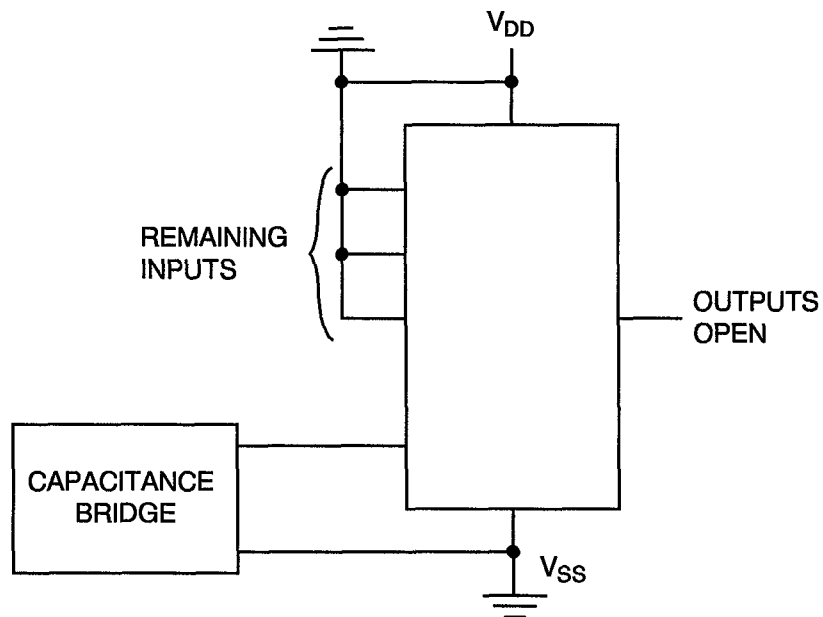 VDD
REMAINING
INPUTS
OUTPUTS
OPEN
CAPACITANCE
BRIDGE
VSS